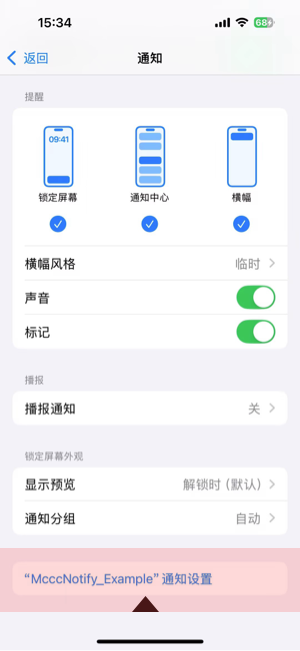 15:34
68
返回
通知
提醒
09:41
锁定屏幕 通知中心 横幅
横幅风格 临时
声音
标记
播报
播报通知 关
锁定屏幕外观
显示预览 解锁时（默认）
通知分组 自动
“McccNotify_Example”通知设置